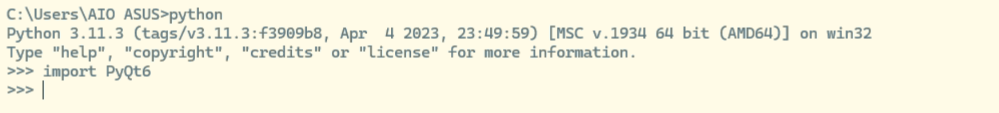 C:\Users\AIO ASUS>python
Python 3.11.3 (tags/v3.11.3:f3909b8, Apr  4 2023, 23:49:59) [MSC v.1934 64 bit (AMD64)] on win32
Type "help", "copyright", "credits" or "license" for more information.
>>> import PyQt6
>>>